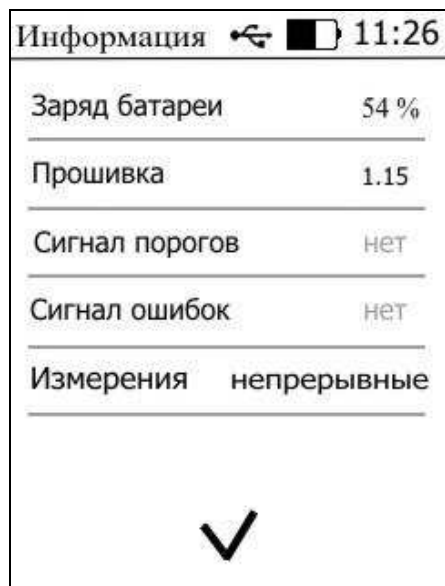 Информация 11:26
Заряд батареи 54 %
Прошивка 1.15
Сигнал порогов нет
Сигнал ошибок нет
Измерения непрерывные